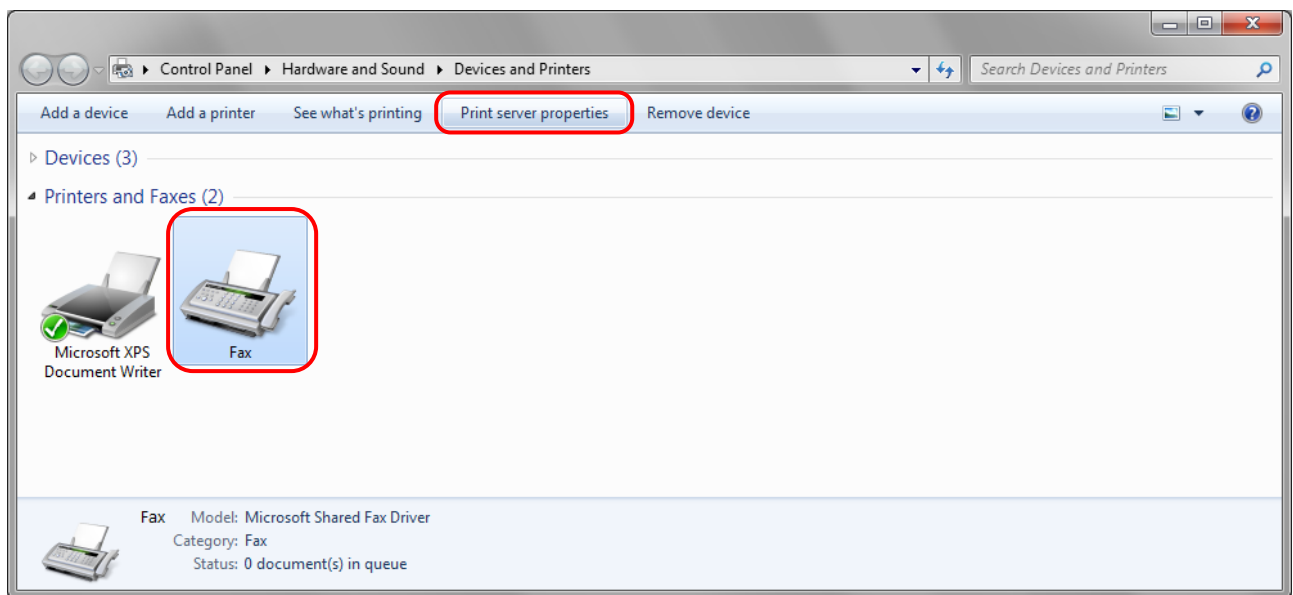 Control Panel ▸ Hardware and Sound ▸ Devices and Printers
Search Devices and Printers
Add a device Add a printer See what's printing Print server properties Remove device
Devices (3)
Printers and Faxes (2)
Microsoft XPS
Document Writer
Fax
Fax Model: Microsoft Shared Fax Driver
Category: Fax
Status: 0 document(s) in queue